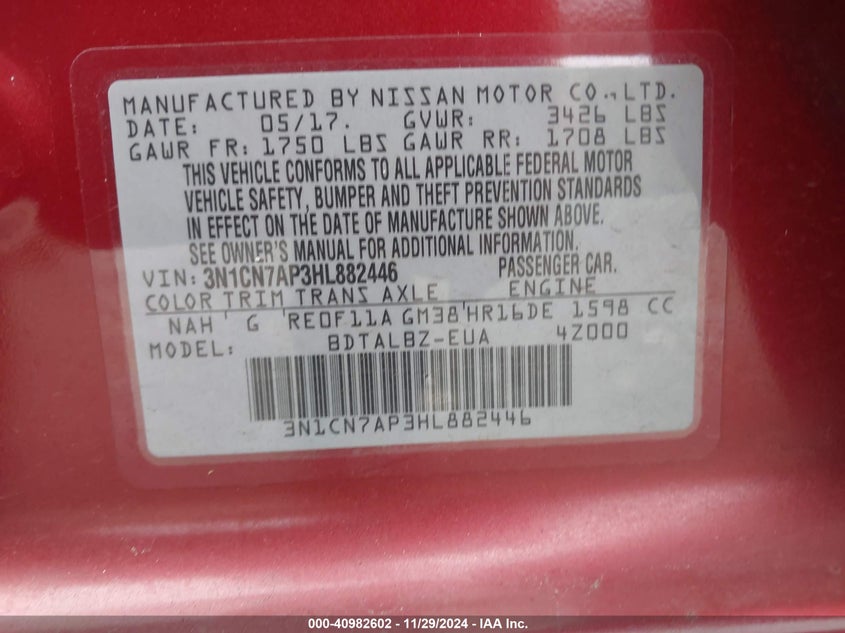 MANUFACTURED BY NISSAN MOTOR CO., LTD.
DATE: 05/17. GVWR: 3426 LBS
GAWR FR: 1750 LBS GAWR RR: 1708 LBS
THIS VEHICLE CONFORMS TO ALL APPLICABLE FEDERAL MOTOR
VEHICLE SAFETY, BUMPER AND THEFT PREVENTION STANDARDS
IN EFFECT ON THE DATE OF MANUFACTURE SHOWN ABOVE.
SEE OWNER'S MANUAL FOR ADDITIONAL INFORMATION.
VIN: 3N1CN7AP3HL882446 PASSENGER CAR.
COLOR TRIM TRANS AXLE ENGINE
NAH G RE0F11A GM38 HR16DE 1598 CC
MODEL: BDTALBZ-EUA 4Z000
3N1CN7AP3HL882446
000-40982602 - 11/29/2024 - IAA Inc.